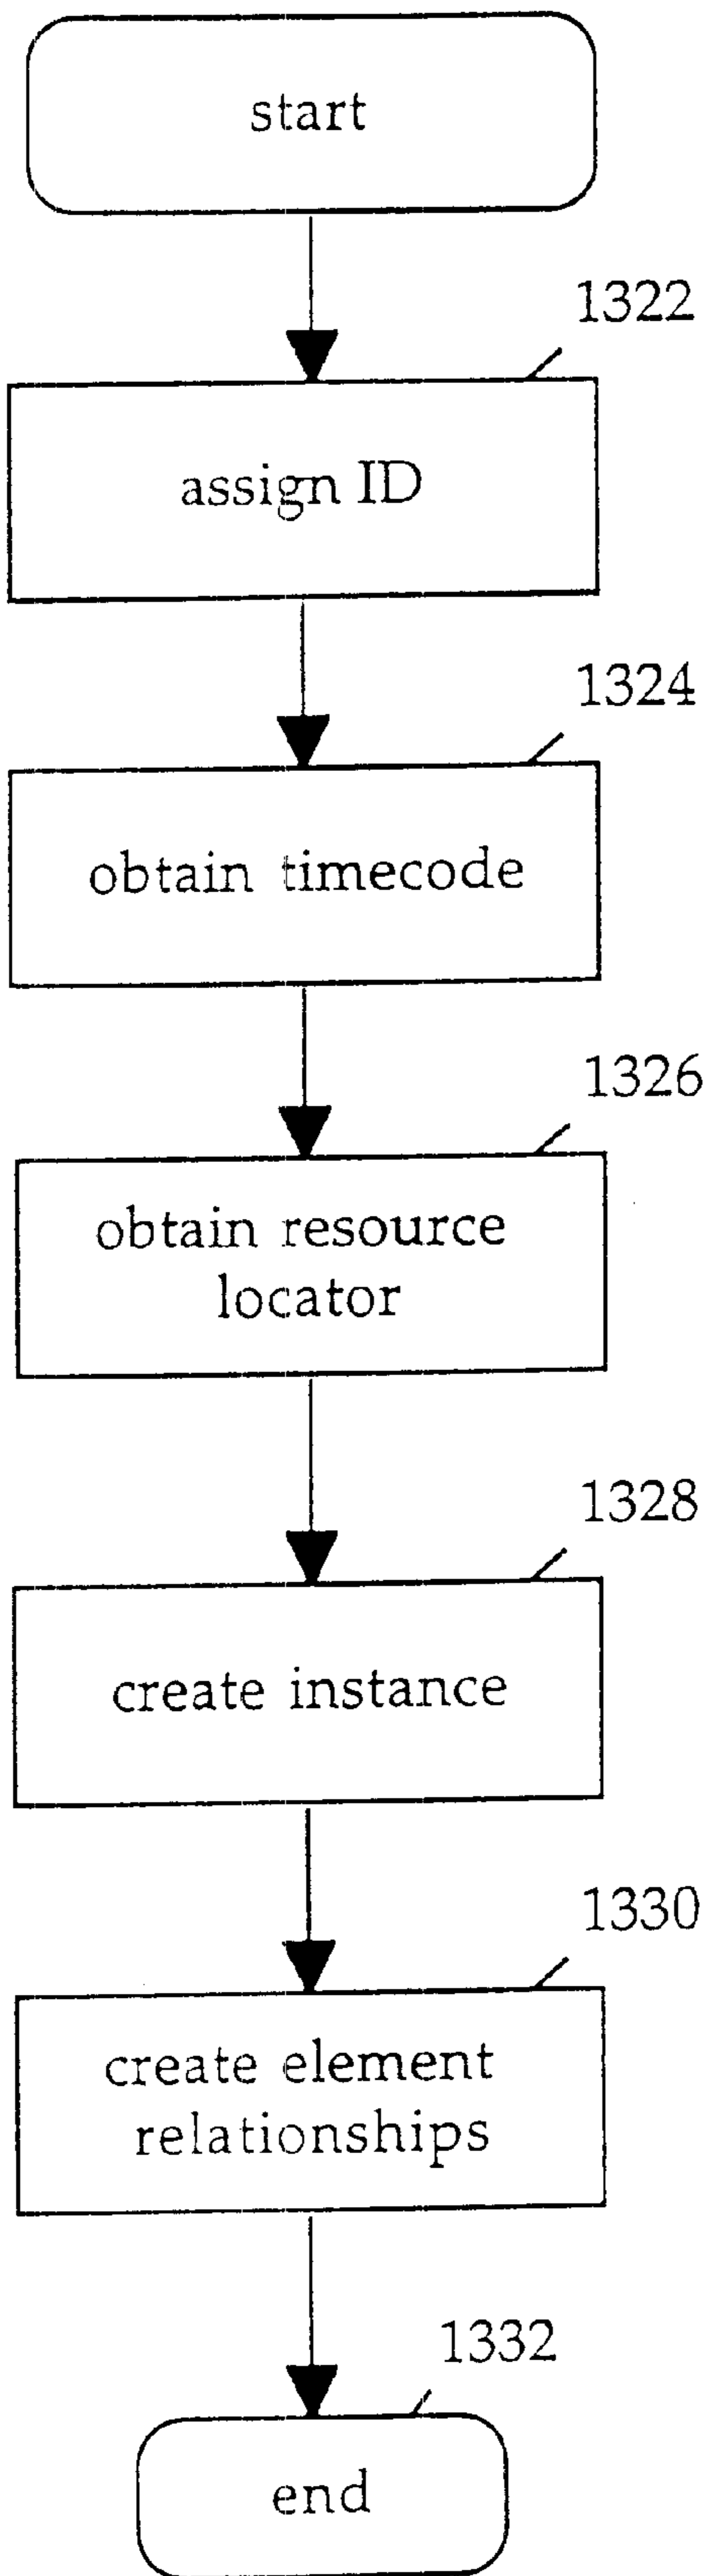 start
1322
assign ID
1324
obtain timecode
1326
obtain resource
locator
1328
create instance
1330
create element
relationships
1332
end